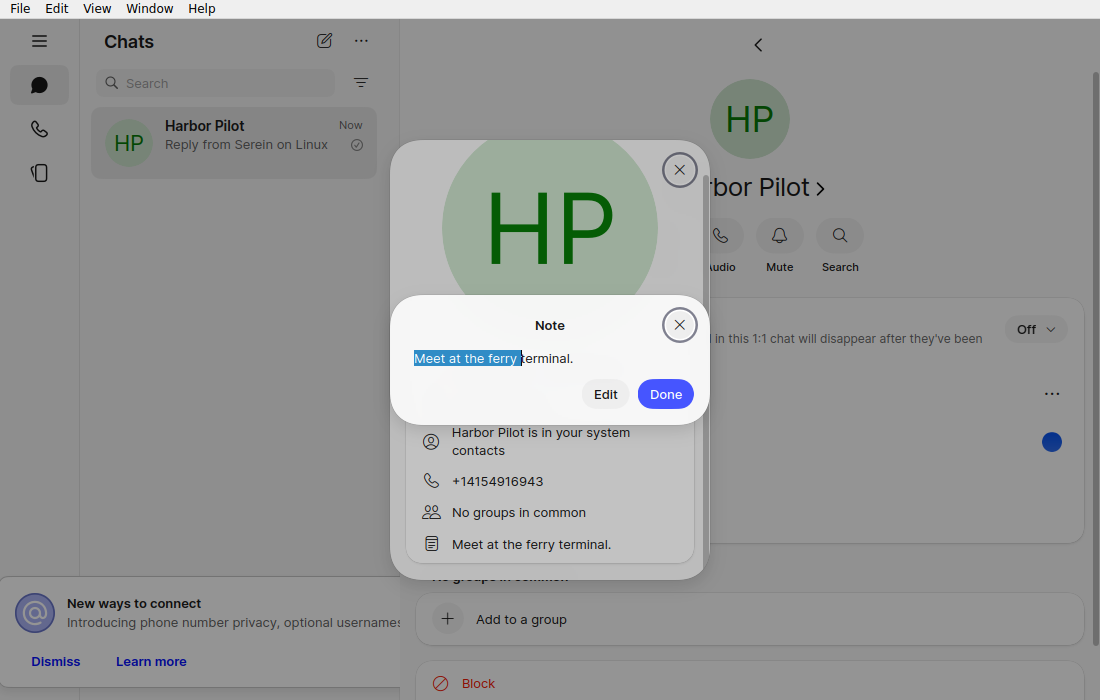 File Edit View Window Help
Chats
Search
HP
Harbor Pilot
Now
Reply from Serein on Linux
New ways to connect
Introducing phone number privacy, optional usernames
Dismiss
Learn more
HP
rbor Pilot
Audio
Mute
Search
Off
in this 1:1 chat will disappear after they've been
HP
Note
Meet at the ferry terminal.
Edit
Done
Harbor Pilot is in your system
contacts
+14154916943
No groups in common
Meet at the ferry terminal.
No groups in common
Add to a group
Block